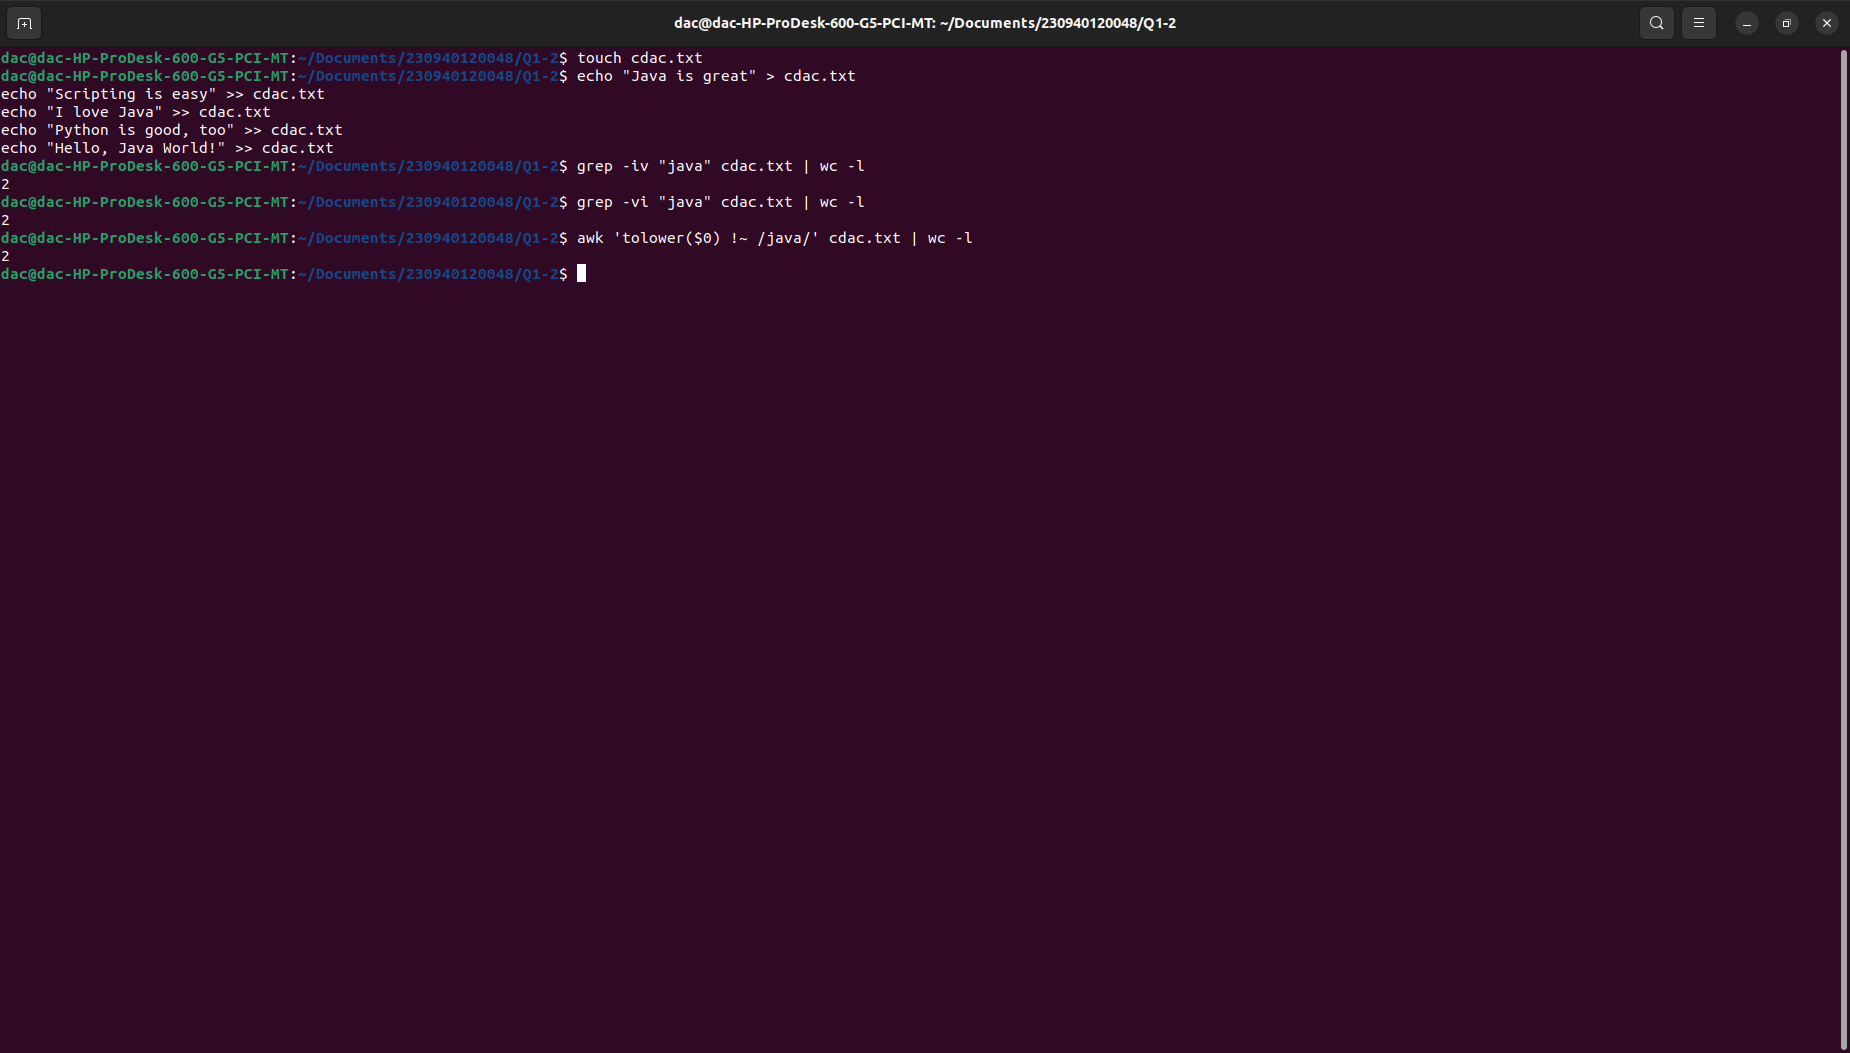 dac@dac-HP-ProDesk-600-G5-PCI-MT: ~/Documents/230940120048/Q1-2
dac@dac-HP-ProDesk-600-G5-PCI-MT:~/Documents/230940120048/Q1-2$ touch cdac.txt
dac@dac-HP-ProDesk-600-G5-PCI-MT:~/Documents/230940120048/Q1-2$ echo "Java is great" > cdac.txt
echo "Scripting is easy" >> cdac.txt
echo "I love Java" >> cdac.txt
echo "Python is good, too" >> cdac.txt
echo "Hello, Java World!" >> cdac.txt
dac@dac-HP-ProDesk-600-G5-PCI-MT:~/Documents/230940120048/Q1-2$ grep -iv "java" cdac.txt | wc -l
2
dac@dac-HP-ProDesk-600-G5-PCI-MT:~/Documents/230940120048/Q1-2$ grep -vi "java" cdac.txt | wc -l
2
dac@dac-HP-ProDesk-600-G5-PCI-MT:~/Documents/230940120048/Q1-2$ awk 'tolower($0) !~ /java/' cdac.txt | wc -l
2
dac@dac-HP-ProDesk-600-G5-PCI-MT:~/Documents/230940120048/Q1-2$